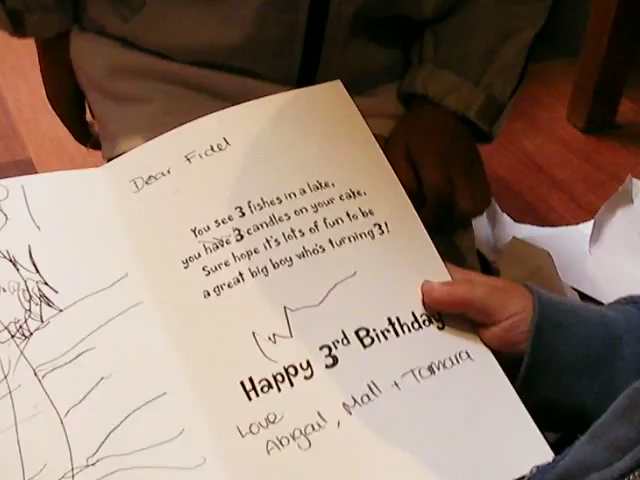 Dear Fidel
You see 3 fishes in a lake,
you have 3 candles on your cake.
Sure hope it's lots of fun to be
a great big boy who's turning 3!
Happy 3rd Birthday
Love
Abigail, Matt + Tamara